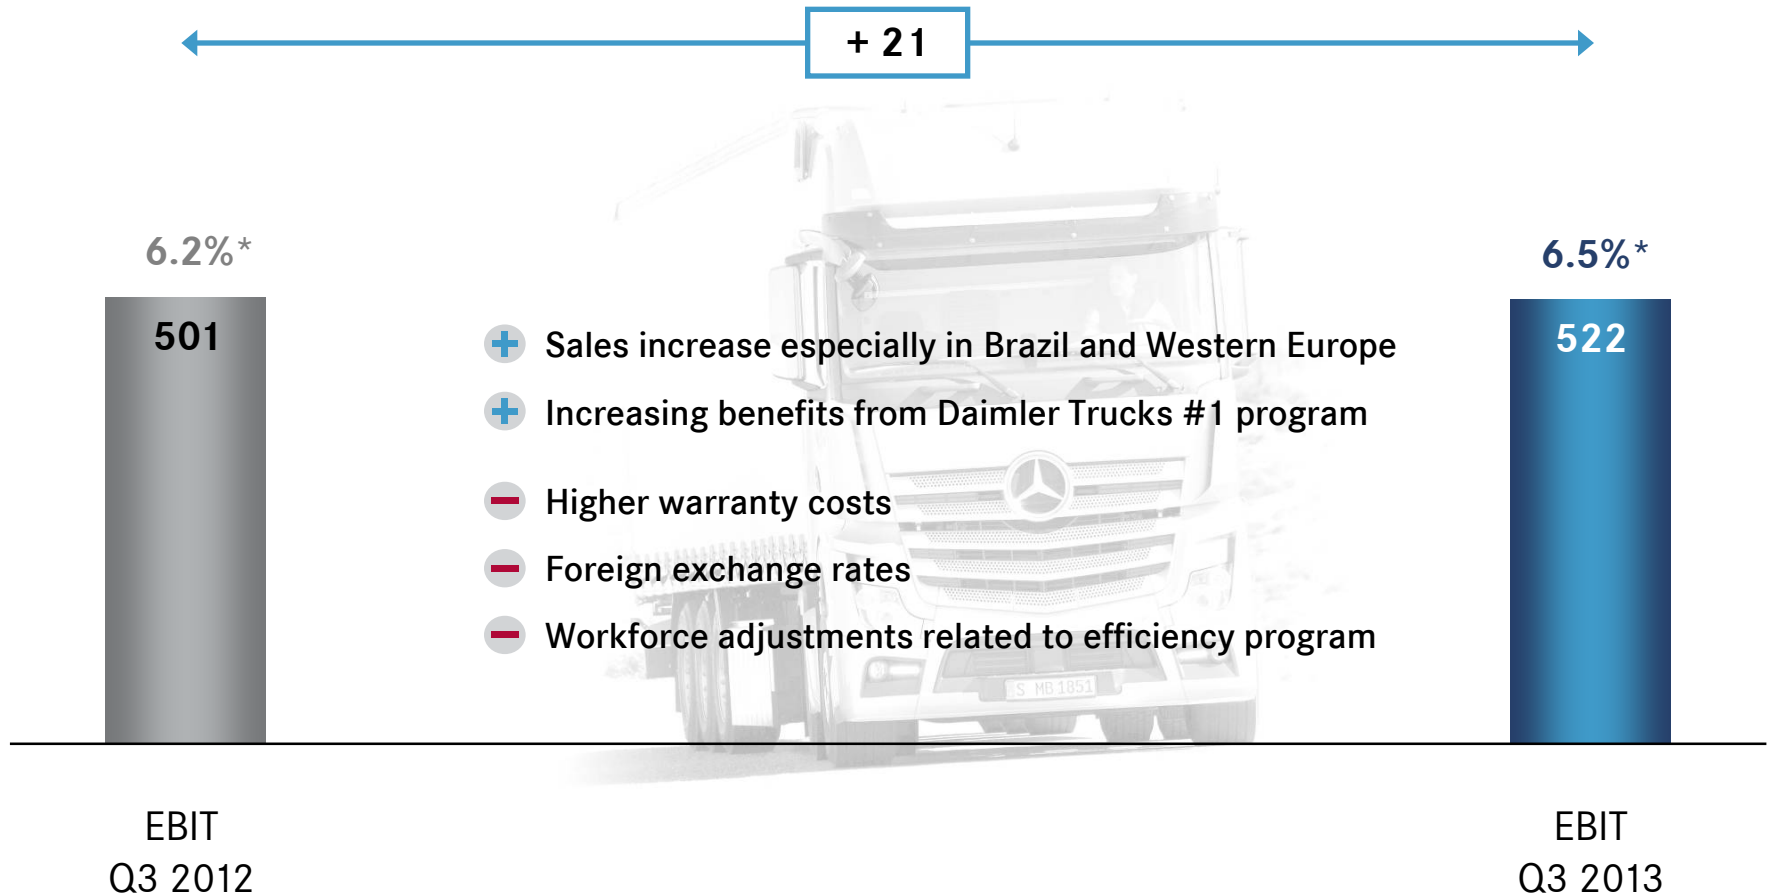 + 21
6.2%*
6.5%*
501
522
Sales increase especially in Brazil and Western Europe
Increasing benefits from Daimler Trucks #1 program
Higher warranty costs
Foreign exchange rates
Workforce adjustments related to efficiency program
S MB 1851
EBIT
Q3 2012
EBIT
Q3 2013